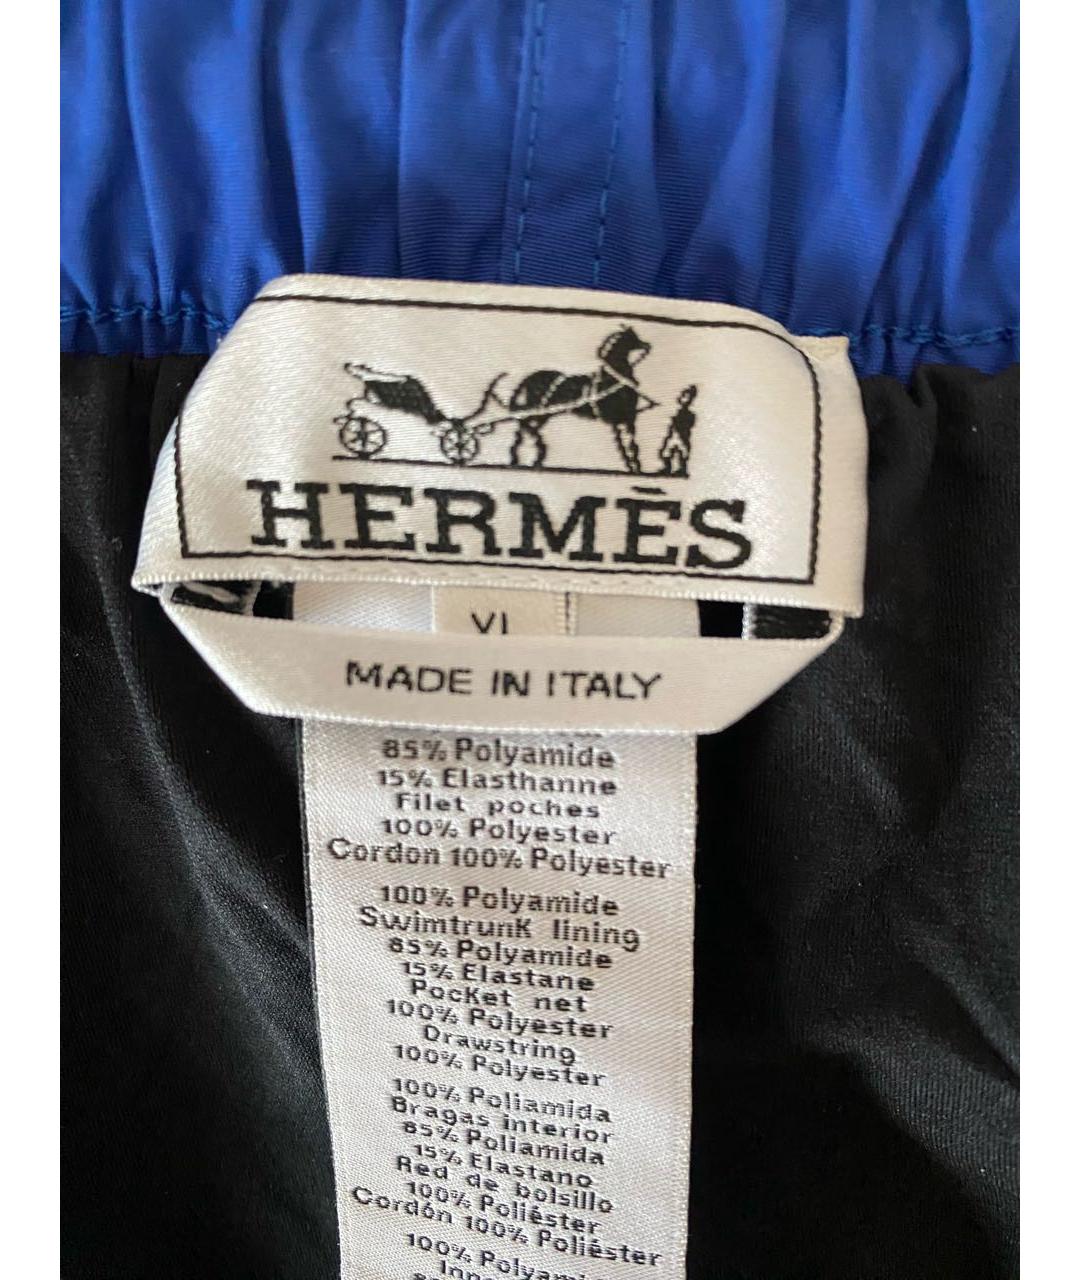 HERMĒS
MADE IN ITALY
85% Polyamide
15% Elasthanne
Filet poches
100% Polyester
Cordon 100% Polyester
100% Polyamide
SwimtrunK lining
85% Polyamide
15% Elastane
PocKet net
100% Polyester
Drawstring
100% Polyester
100% Poliamida
Bragas interior
85% Poliamida
15% Elastano
Red de bolsillo
100% Poliéster
Cordón 100% Poliéster
100%